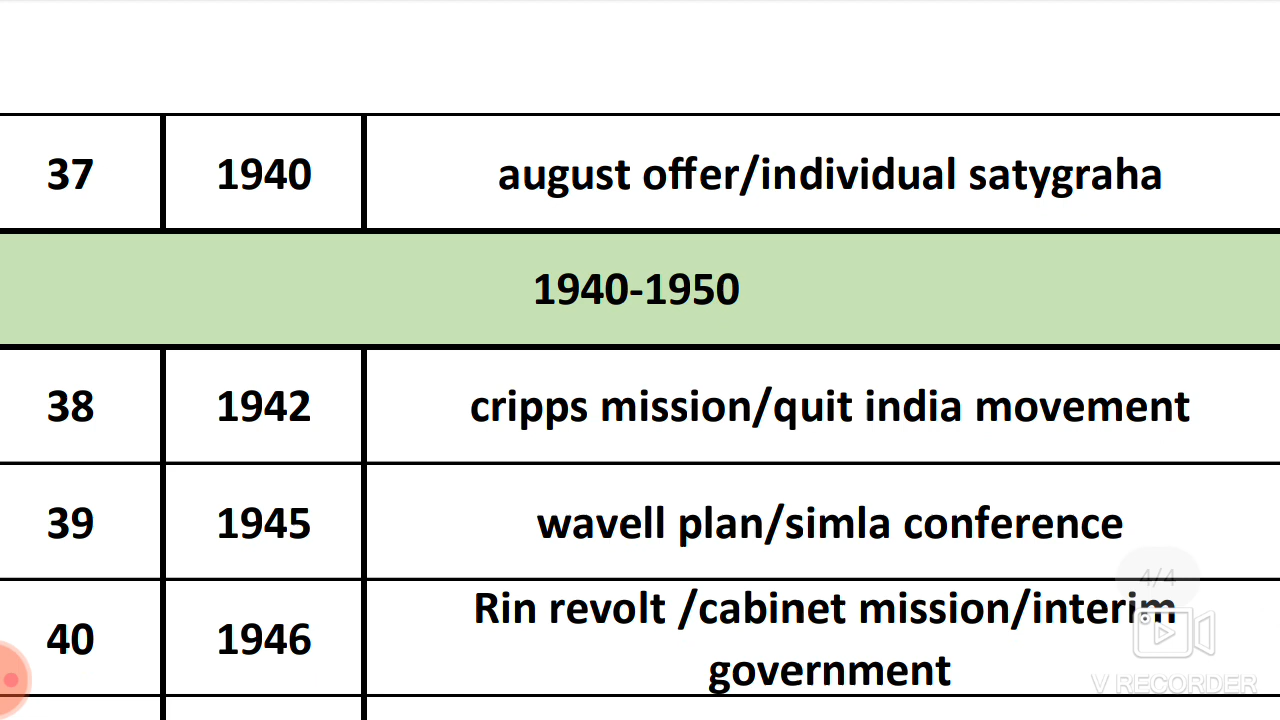 37 1940 august offer/individual satygraha
1940-1950
38 1942 cripps mission/quit india movement
39 1945 wavell plan/simla conference
4/4
40 1946 Rin revolt /cabinet mission/interim
government
V RECORDER